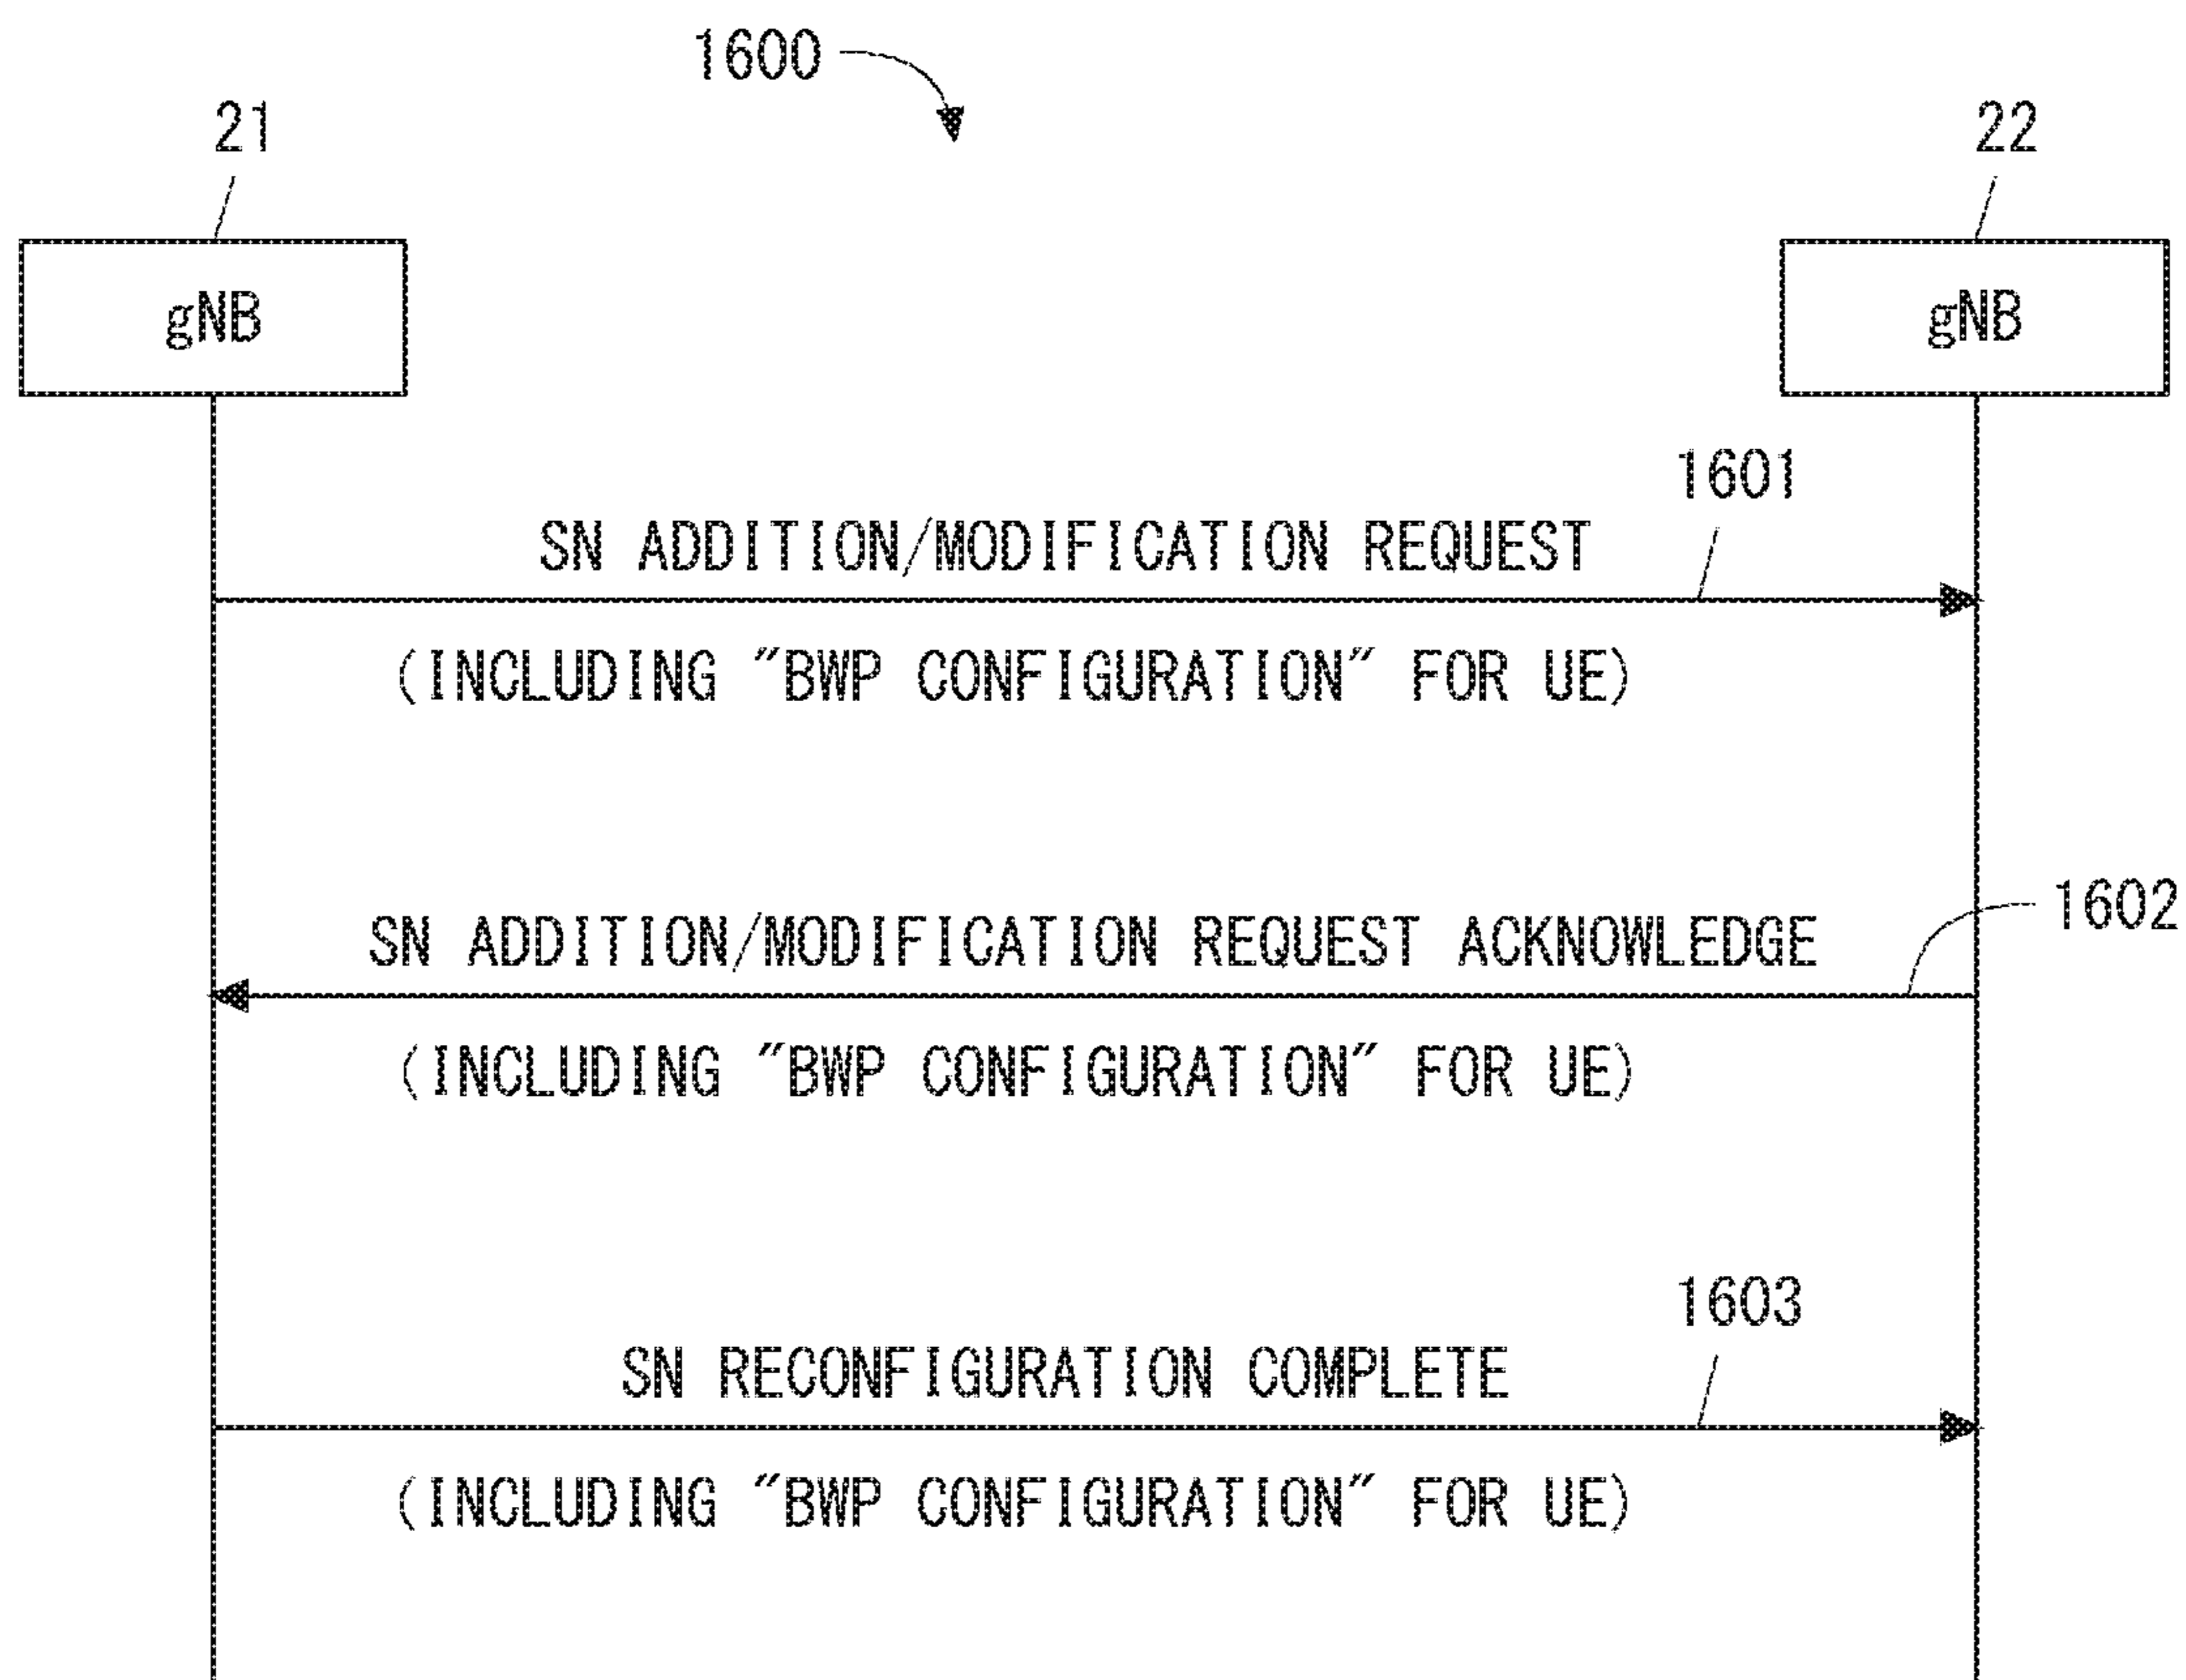 1600
21
22
gNB
gNB
1601
SN ADDITION/MODIFICATION REQUEST
(INCLUDING "BWP CONFIGURATION" FOR UE)
1602
SN ADDITION/MODIFICATION REQUEST ACKNOWLEDGE
(INCLUDING "BWP CONFIGURATION" FOR UE)
1603
SN RECONFIGURATION COMPLETE
(INCLUDING "BWP CONFIGURATION" FOR UE)